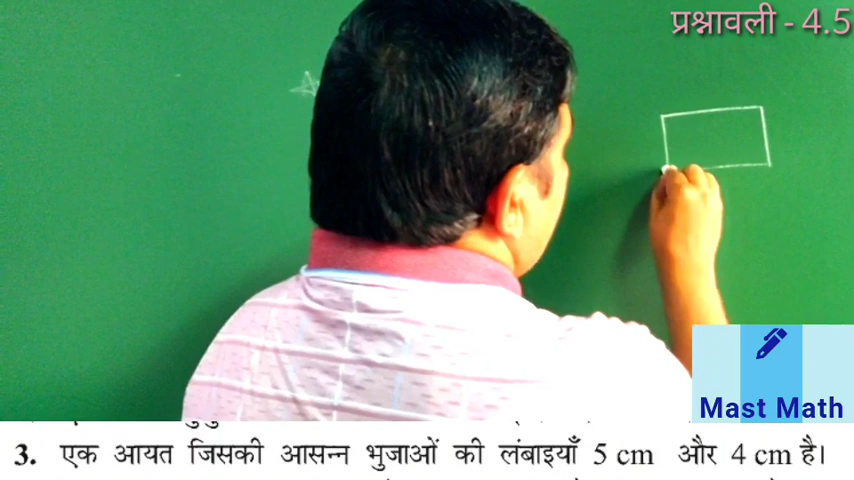 प्रश्नावली - 4.5
Mast Math
3. एक आयत जिसकी आसन्न भुजाओं की लंबाइयाँ 5 cm और 4 cm है।